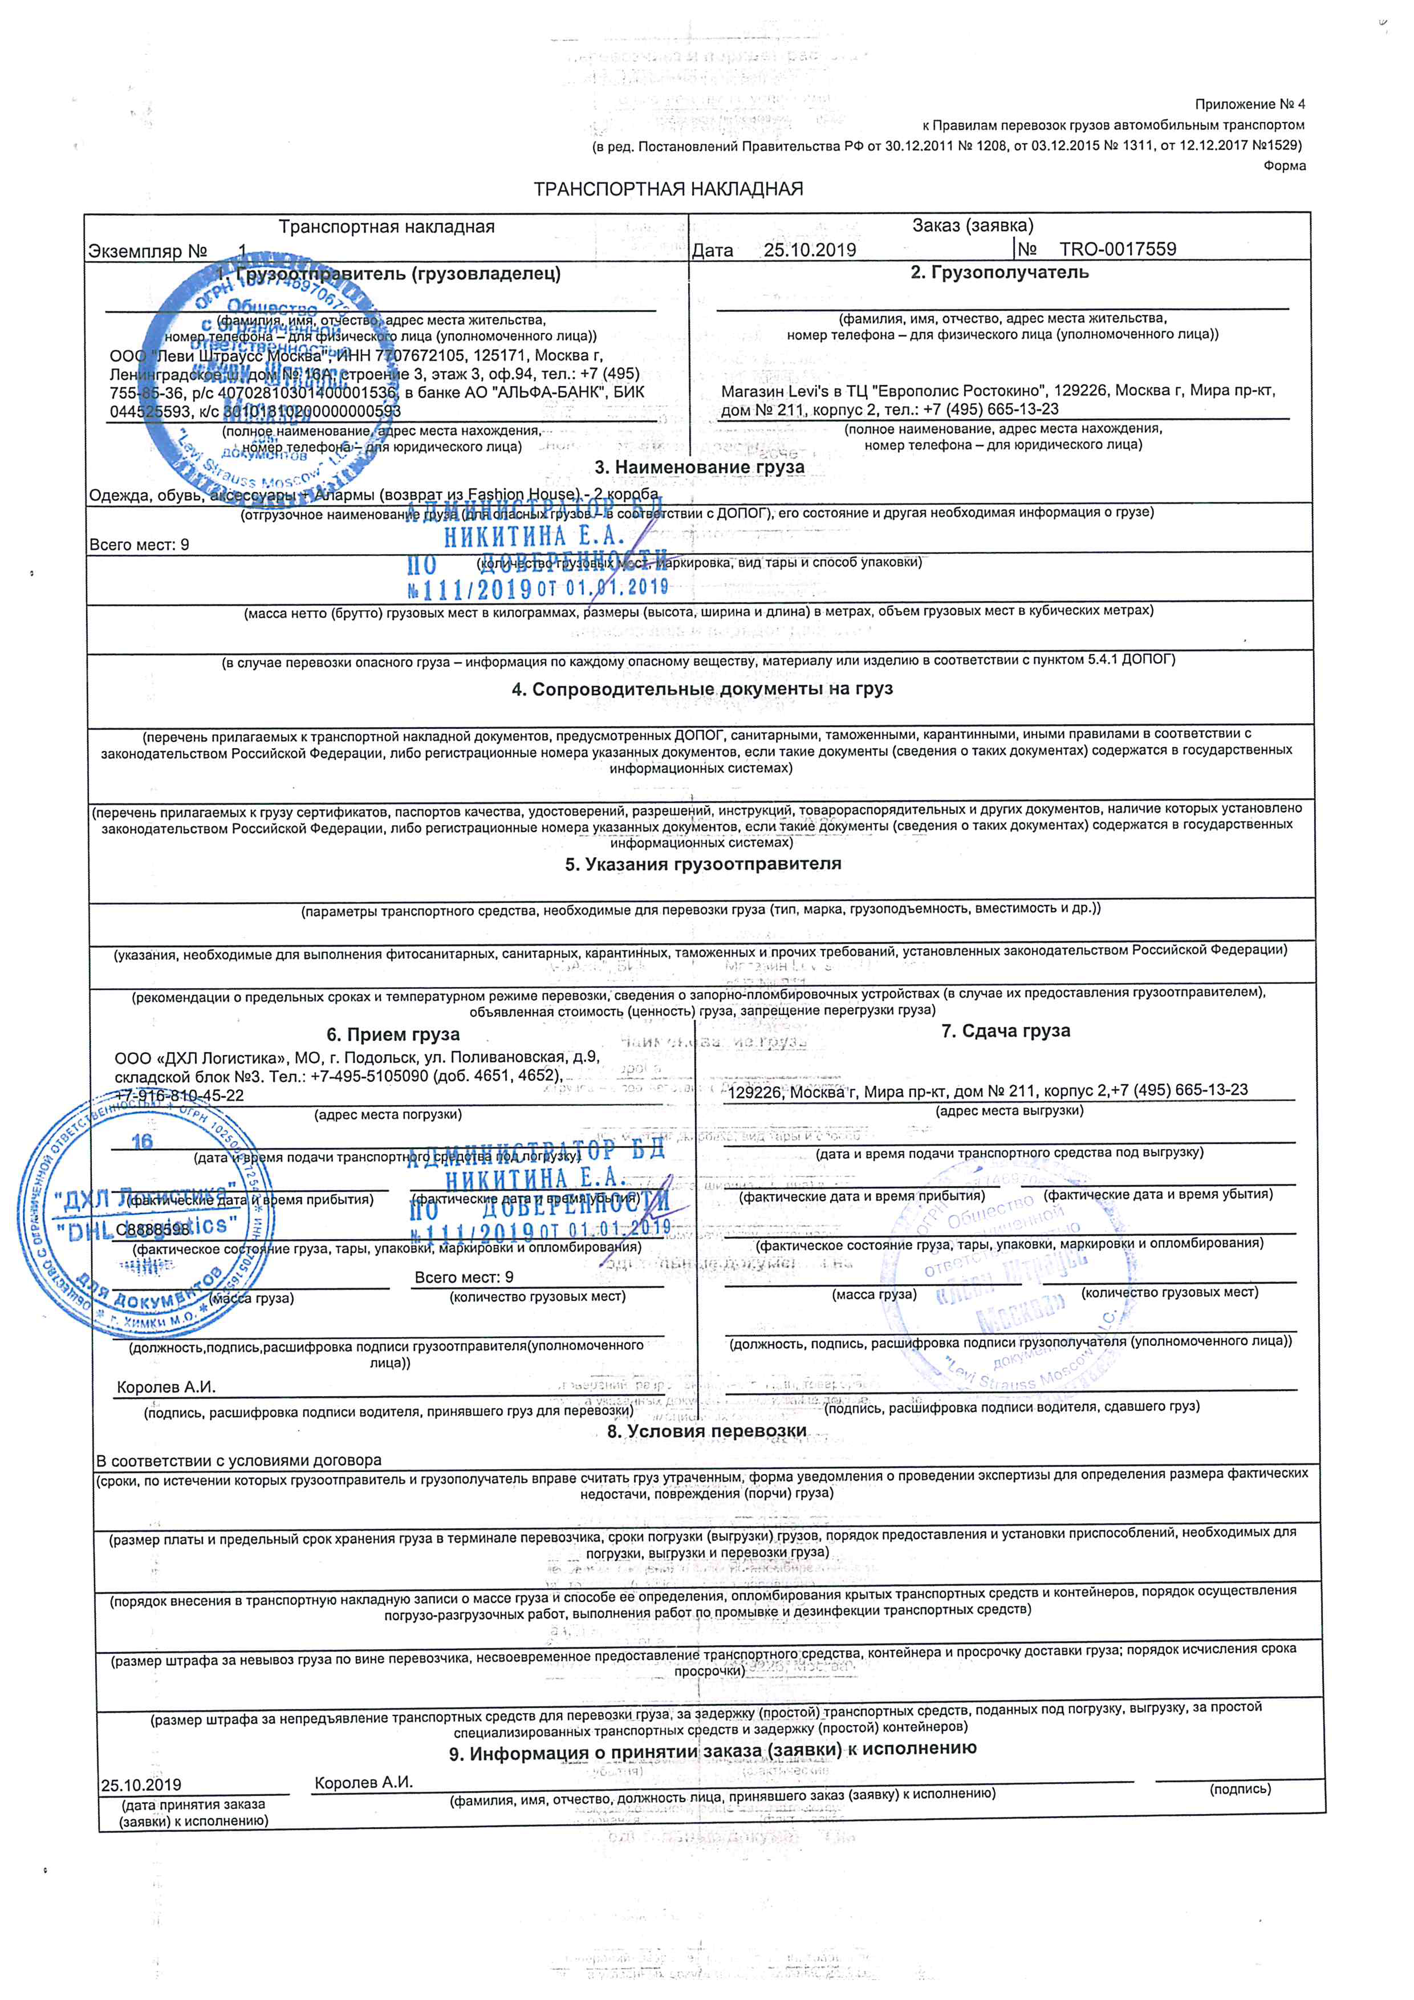 Приложение № 4
к Правилам перевозок грузов автомобильным транспортом
(в ред. Постановлений Правительства РФ от 30.12.2011 № 1208, от 03.12.2015 № 1311, от 12.12.2017 №1529)
Форма
ТРАНСПОРТНАЯ НАКЛАДНАЯ
Транспортная накладная
Заказ (заявка)
Экземпляр № 1
Дата 25.10.2019 № TRO-0017559
1. Грузоотправитель (грузовладелец)
2. Грузополучатель
(фамилия, имя, отчество, адрес места жительства,
номер телефона – для физического лица (уполномоченного лица))
(фамилия, имя, отчество, адрес места жительства,
номер телефона – для физического лица (уполномоченного лица))
ООО "Леви Штраусс Москва", ИНН 7707672105, 125171, Москва г,
Ленинградское ш, дом № 16А, строение 3, этаж 3, оф.94, тел.: +7 (495)
755-85-36, р/с 40702810301400001536, в банке АО "АЛЬФА-БАНК", БИК
044525593, к/с 30101810200000000593
Магазин Levi's в ТЦ "Европолис Ростокино", 129226, Москва г, Мира пр-кт,
дом № 211, корпус 2, тел.: +7 (495) 665-13-23
(полное наименование, адрес места нахождения,
номер телефона – для юридического лица)
(полное наименование, адрес места нахождения,
номер телефона – для юридического лица)
Общество
с ограниченной
ответственностью
«Леви Штраусс
Москва»
документов
"Levi Strauss Moscow" LLC.
3. Наименование груза
Одежда, обувь, аксессуары + Алармы (возврат из Fashion House) - 2 короба
(отгрузочное наименование груза (для опасных грузов – в соответствии с ДОПОГ), его состояние и другая необходимая информация о грузе)
Всего мест: 9
(количество грузовых мест, маркировка, вид тары и способ упаковки)
АДМИНИСТРАТОР БД
НИКИТИНА Е.А.
ПО ДОВЕРЕННОСТИ
№111/2019 ОТ 01.01.2019
(масса нетто (брутто) грузовых мест в килограммах, размеры (высота, ширина и длина) в метрах, объем грузовых мест в кубических метрах)
(в случае перевозки опасного груза – информация по каждому опасному веществу, материалу или изделию в соответствии с пунктом 5.4.1 ДОПОГ)
4. Сопроводительные документы на груз
(перечень прилагаемых к транспортной накладной документов, предусмотренных ДОПОГ, санитарными, таможенными, карантинными, иными правилами в соответствии с
законодательством Российской Федерации, либо регистрационные номера указанных документов, если такие документы (сведения о таких документах) содержатся в государственных
информационных системах)
(перечень прилагаемых к грузу сертификатов, паспортов качества, удостоверений, разрешений, инструкций, товарораспорядительных и других документов, наличие которых установлено
законодательством Российской Федерации, либо регистрационные номера указанных документов, если такие документы (сведения о таких документах) содержатся в государственных
информационных системах)
5. Указания грузоотправителя
(параметры транспортного средства, необходимые для перевозки груза (тип, марка, грузоподъемность, вместимость и др.))
(указания, необходимые для выполнения фитосанитарных, санитарных, карантинных, таможенных и прочих требований, установленных законодательством Российской Федерации)
(рекомендации о предельных сроках и температурном режиме перевозки, сведения о запорно-пломбировочных устройствах (в случае их предоставления грузоотправителем),
объявленная стоимость (ценность) груза, запрещение перегрузки груза)
6. Прием груза
7. Сдача груза
ООО «ДХЛ Логистика», МО, г. Подольск, ул. Поливановская, д.9,
складской блок №3. Тел.: +7-495-5105090 (доб. 4651, 4652),
+7-916-810-45-22
129226, Москва г, Мира пр-кт, дом № 211, корпус 2,+7 (495) 665-13-23
(адрес места погрузки)
(адрес места выгрузки)
(дата и время подачи транспортного средства под погрузку)
(дата и время подачи транспортного средства под выгрузку)
(фактические дата и время прибытия) (фактические дата и время убытия)
(фактические дата и время прибытия) (фактические дата и время убытия)
С8888598
(фактическое состояние груза, тары, упаковки, маркировки и опломбирования)
(фактическое состояние груза, тары, упаковки, маркировки и опломбирования)
Всего мест: 9
(масса груза) (количество грузовых мест)
(масса груза) (количество грузовых мест)
16
"ДХЛ Логистика"
"DHL Logistics"
ДЛЯ ДОКУМЕНТОВ
г. ХИМКИ М.О.
АДМИНИСТРАТОР БД
НИКИТИНА Е.А.
ПО ДОВЕРЕННОСТИ
№111/2019 ОТ 01.01.2019
Общество
ответственностью
«Леви Штраусс
Москва»
"Levi Strauss Moscow" LLC.
(должность,подпись,расшифровка подписи грузоотправителя(уполномоченного
лица))
(должность, подпись, расшифровка подписи грузополучателя (уполномоченного лица))
Королев А.И.
(подпись, расшифровка подписи водителя, принявшего груз для перевозки)
(подпись, расшифровка подписи водителя, сдавшего груз)
8. Условия перевозки
В соответствии с условиями договора
(сроки, по истечении которых грузоотправитель и грузополучатель вправе считать груз утраченным, форма уведомления о проведении экспертизы для определения размера фактических
недостачи, повреждения (порчи) груза)
(размер платы и предельный срок хранения груза в терминале перевозчика, сроки погрузки (выгрузки) грузов, порядок предоставления и установки приспособлений, необходимых для
погрузки, выгрузки и перевозки груза)
(порядок внесения в транспортную накладную записи о массе груза и способе ее определения, опломбирования крытых транспортных средств и контейнеров, порядок осуществления
погрузо-разгрузочных работ, выполнения работ по промывке и дезинфекции транспортных средств)
(размер штрафа за невывоз груза по вине перевозчика, несвоевременное предоставление транспортного средства, контейнера и просрочку доставки груза; порядок исчисления срока
просрочки)
(размер штрафа за непредъявление транспортных средств для перевозки груза, за задержку (простой) транспортных средств, поданных под погрузку, выгрузку, за простой
специализированных транспортных средств и задержку (простой) контейнеров)
9. Информация о принятии заказа (заявки) к исполнению
25.10.2019 Королев А.И.
(дата принятия заказа
(заявки) к исполнению)
(фамилия, имя, отчество, должность лица, принявшего заказ (заявку) к исполнению)
(подпись)